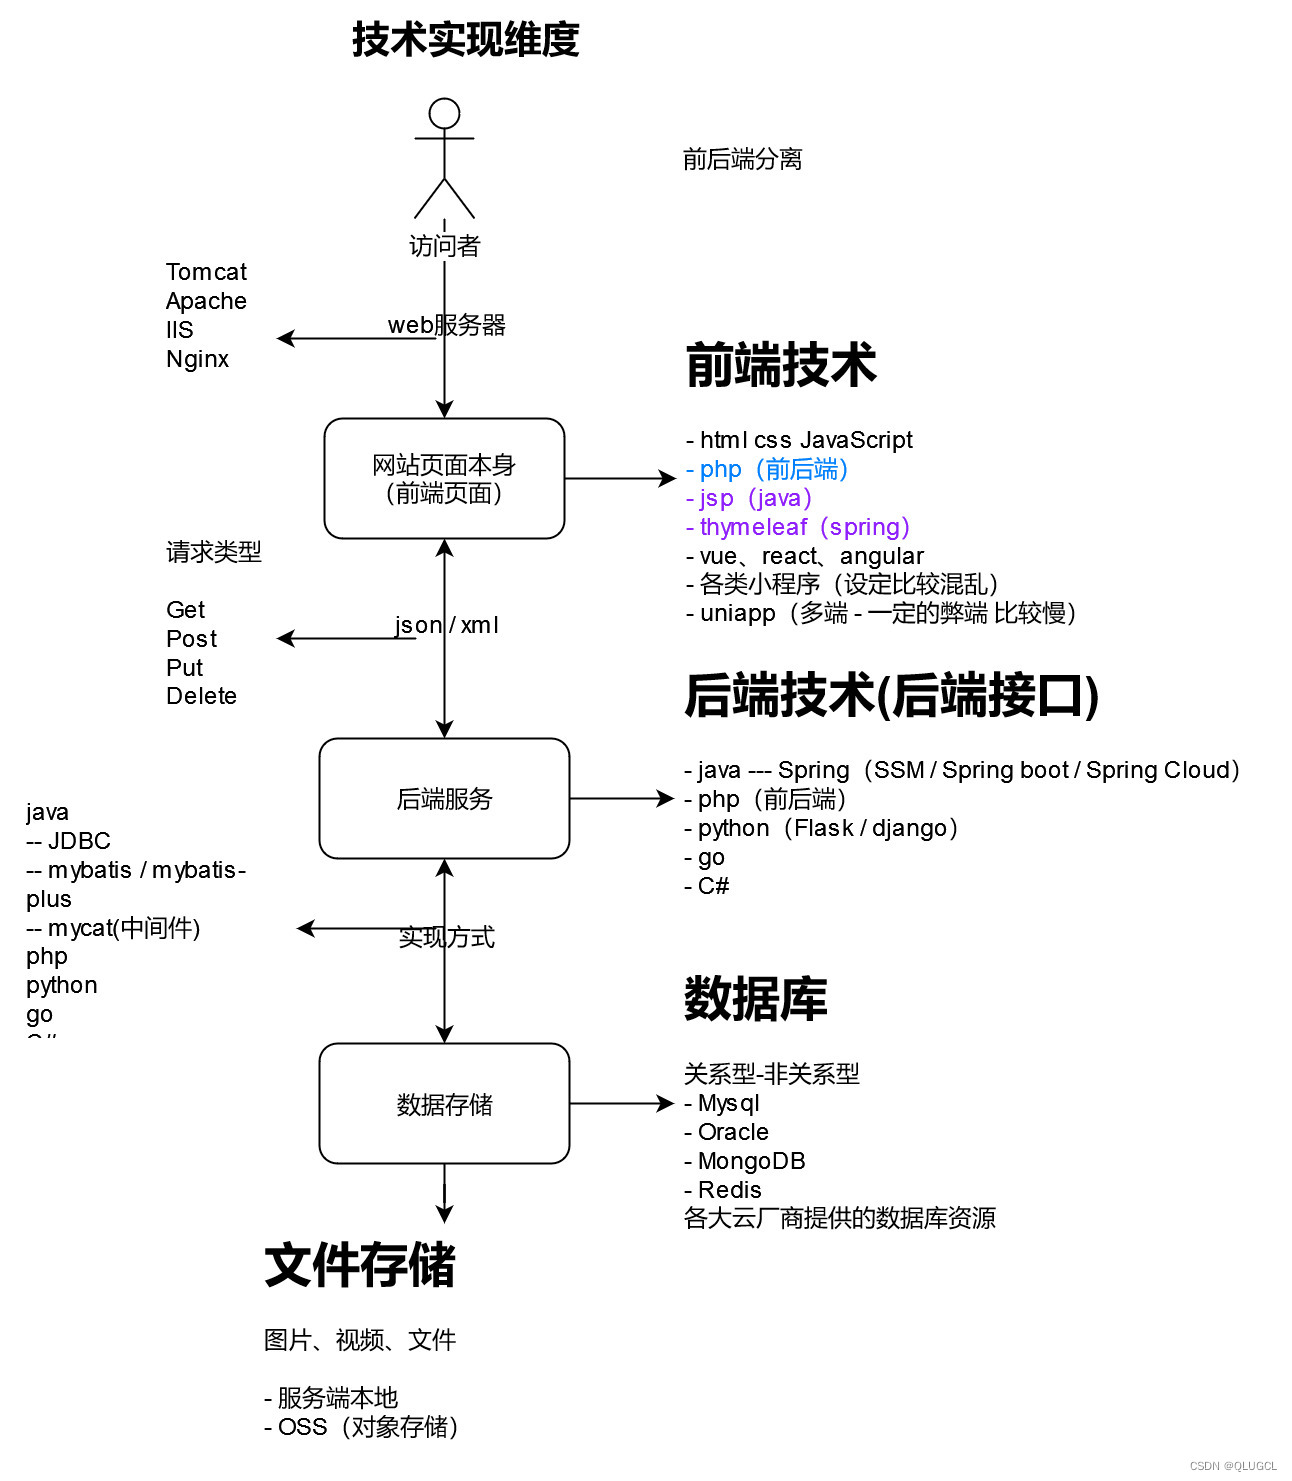 技术实现维度
前后端分离
访问者
Tomcat
Apache
IIS
Nginx
web服务器
前端技术
网站页面本身
（前端页面）
- html css JavaScript
- php（前后端）
- jsp（java）
- thymeleaf（spring）
- vue、react、angular
- 各类小程序（设定比较混乱）
- uniapp（多端 - 一定的弊端 比较慢）
请求类型
Get
Post
Put
Delete
json / xml
后端技术(后端接口)
后端服务
- java --- Spring（SSM / Spring boot / Spring Cloud）
- php（前后端）
- python（Flask / django）
- go
- C#
java
-- JDBC
-- mybatis / mybatis-
plus
-- mycat(中间件)
php
python
go
实现方式
数据库
数据存储
关系型-非关系型
- Mysql
- Oracle
- MongoDB
- Redis
各大云厂商提供的数据库资源
文件存储
图片、视频、文件
- 服务端本地
- OSS（对象存储）
CSDN @QLUGCL